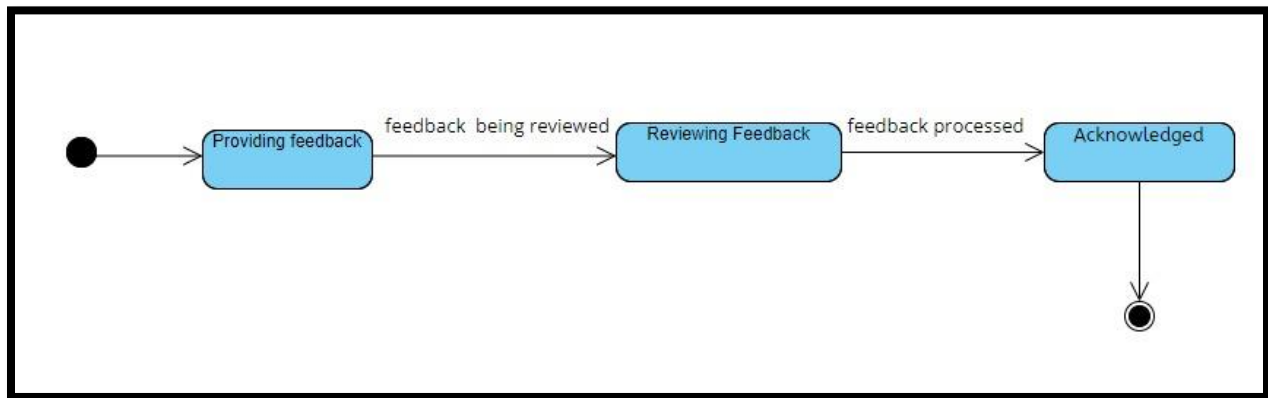 Providing feedback
feedback being reviewed
Reviewing Feedback
feedback processed
Acknowledged